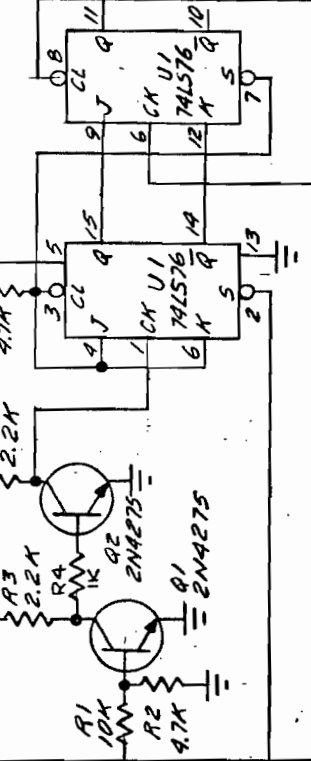 11
10
8
Q
Q̅
CL
U1
74LS76
S
7
J
CK
K
9
6
12
15
14
5
13
Q
Q̅
3
CL
U1
74LS76
S
2
J
CK
K
4
1
6
4.7K
2.2K
Q2
2N4275
R3
2.2K
R4
1K
Q1
2N4275
R1
10K
R2
4.7K